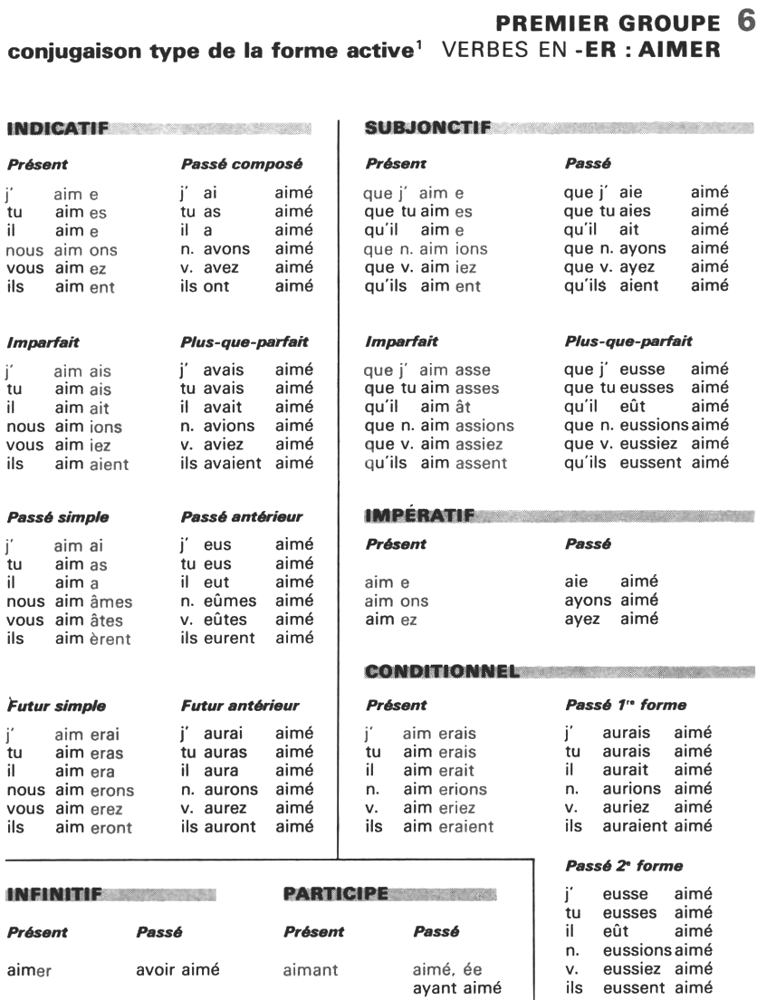 PREMIER GROUPE 6
conjugaison type de la forme active¹ VERBES EN -ER : AIMER
INDICATIF
Présent
j' aim e
tu aim es
il aim e
nous aim ons
vous aim ez
ils aim ent
Passé composé
j' ai aimé
tu as aimé
il a aimé
n. avons aimé
v. avez aimé
ils ont aimé
Imparfait
j' aim ais
tu aim ais
il aim ait
nous aim ions
vous aim iez
ils aim aient
Plus-que-parfait
j' avais aimé
tu avais aimé
il avait aimé
n. avions aimé
v. aviez aimé
ils avaient aimé
Passé simple
j' aim ai
tu aim as
il aim a
nous aim âmes
vous aim âtes
ils aim èrent
Passé antérieur
j' eus aimé
tu eus aimé
il eut aimé
n. eûmes aimé
v. eûtes aimé
ils eurent aimé
Futur simple
j' aim erai
tu aim eras
il aim era
nous aim erons
vous aim erez
ils aim eront
Futur antérieur
j' aurai aimé
tu auras aimé
il aura aimé
n. aurons aimé
v. aurez aimé
ils auront aimé
SUBJONCTIF
Présent
que j' aim e
que tu aim es
qu'il aim e
que n. aim ions
que v. aim iez
qu'ils aim ent
Passé
que j' aie aimé
que tu aies aimé
qu'il ait aimé
que n. ayons aimé
que v. ayez aimé
qu'ils aient aimé
Imparfait
que j' aim asse
que tu aim asses
qu'il aim ât
que n. aim assions
que v. aim assiez
qu'ils aim assent
Plus-que-parfait
que j' eusse aimé
que tu eusses aimé
qu'il eût aimé
que n. eussions aimé
que v. eussiez aimé
qu'ils eussent aimé
IMPÉRATIF
Présent
aim e
aim ons
aim ez
Passé
aie aimé
ayons aimé
ayez aimé
CONDITIONNEL
Présent
j' aim erais
tu aim erais
il aim erait
n. aim erions
v. aim eriez
ils aim eraient
Passé 1re forme
j' aurais aimé
tu aurais aimé
il aurait aimé
n. aurions aimé
v. auriez aimé
ils auraient aimé
Passé 2e forme
j' eusse aimé
tu eusses aimé
il eût aimé
n. eussions aimé
v. eussiez aimé
ils eussent aimé
INFINITIF
Présent
aimer
Passé
avoir aimé
PARTICIPE
Présent
aimant
Passé
aimé, ée
ayant aimé